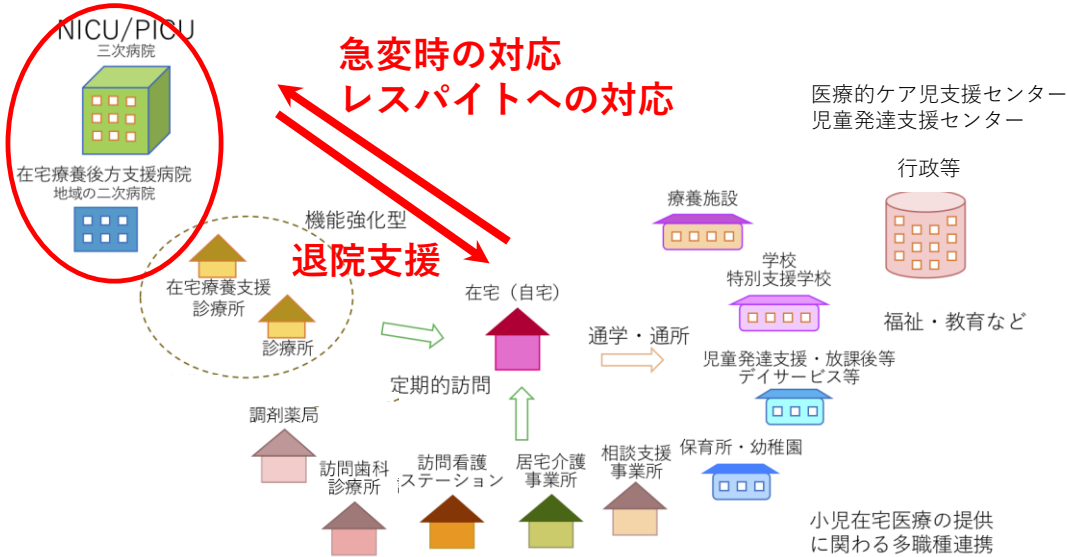 NICU/PICU
三次病院
在宅療養後方支援病院
地域の二次病院
急変時の対応
レスパイトへの対応
退院支援
機能強化型
在宅療養支援
診療所
診療所
在宅（自宅）
定期的訪問
通学・通所
医療的ケア児支援センター
児童発達支援センター
行政等
福祉・教育など
療養施設
学校
特別支援学校
児童発達支援・放課後等
デイサービス等
保育所・幼稚園
調剤薬局
訪問歯科
診療所
訪問看護
ステーション
居宅介護
事業所
相談支援
事業所
小児在宅医療の提供
に関わる多職種連携